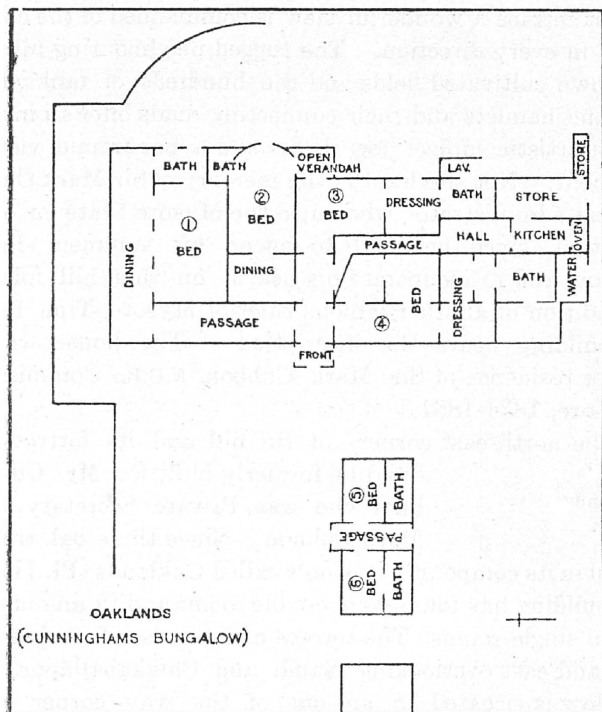 BATH
BATH
OPEN
VERANDAH
LAV.
STORE
②
BED
③
BED
DRESSING
BATH
STORE
①
BED
DINING
PASSAGE
HALL
KITCHEN
OVEN
DINING
BATH
WATER
BED
④
DRESSING
PASSAGE
FRONT
⑤
BED
BATH
PASSAGE
⑥
BED
BATH
OAKLANDS
(CUNNINGHAMS BUNGALOW)